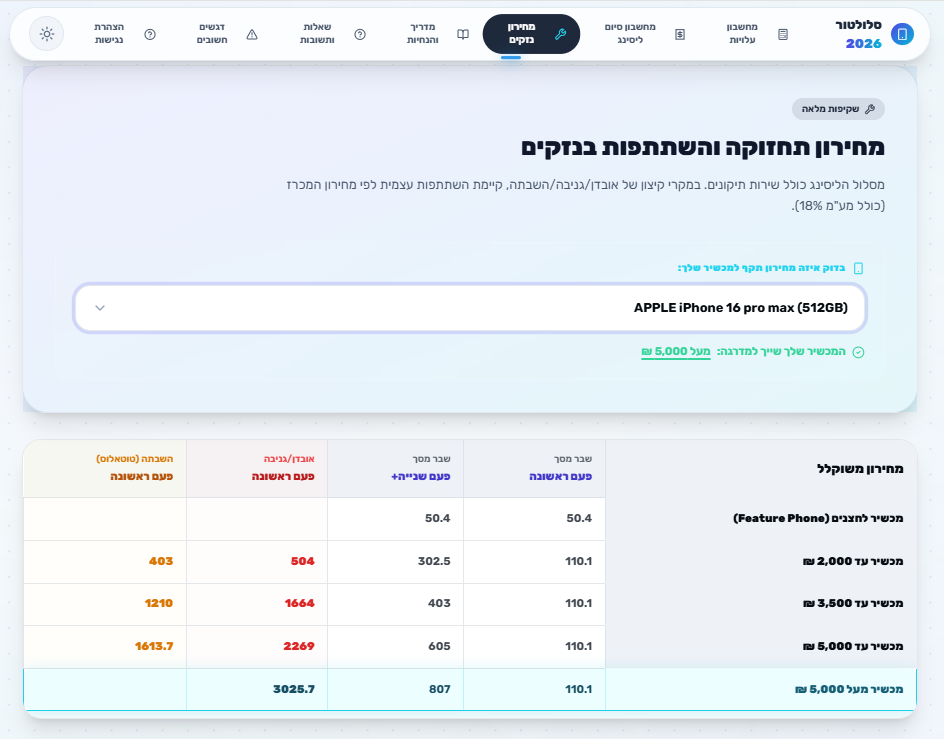 סלולטור
2026
מחשבון
עלויות
מחשבון סיום
ליסינג
מחירון
נזקים
מדריך
והנחיות
שאלות
ותשובות
דגשים
חשובים
הצהרת
נגישות
שקיפות מלאה
מחירון תחזוקה והשתתפות בנזקים
מסלול הליסינג כולל שירות תיקונים. במקרי קיצון של אובדן/גניבה/השבתה, קיימת השתתפות עצמית לפי מחירון המכרז
(כולל מע"מ 18%).
בדוק איזה מחירון תקף למכשיר שלך:
APPLE iPhone 16 pro max (512GB)
המכשיר שלך שייך למדרגה: מעל 5,000 ₪
מחירון משוקלל
שבר מסך
פעם ראשונה
שבר מסך
פעם שנייה+
אובדן/גניבה
פעם ראשונה
השבתה (טוטאלוס)
פעם ראשונה
מכשיר לחצנים (Feature Phone) 50.4 50.4
מכשיר עד 2,000 ₪ 110.1 302.5 504 403
מכשיר עד 3,500 ₪ 110.1 403 1664 1210
מכשיר עד 5,000 ₪ 110.1 605 2269 1613.7
מכשיר מעל 5,000 ₪ 110.1 807 3025.7